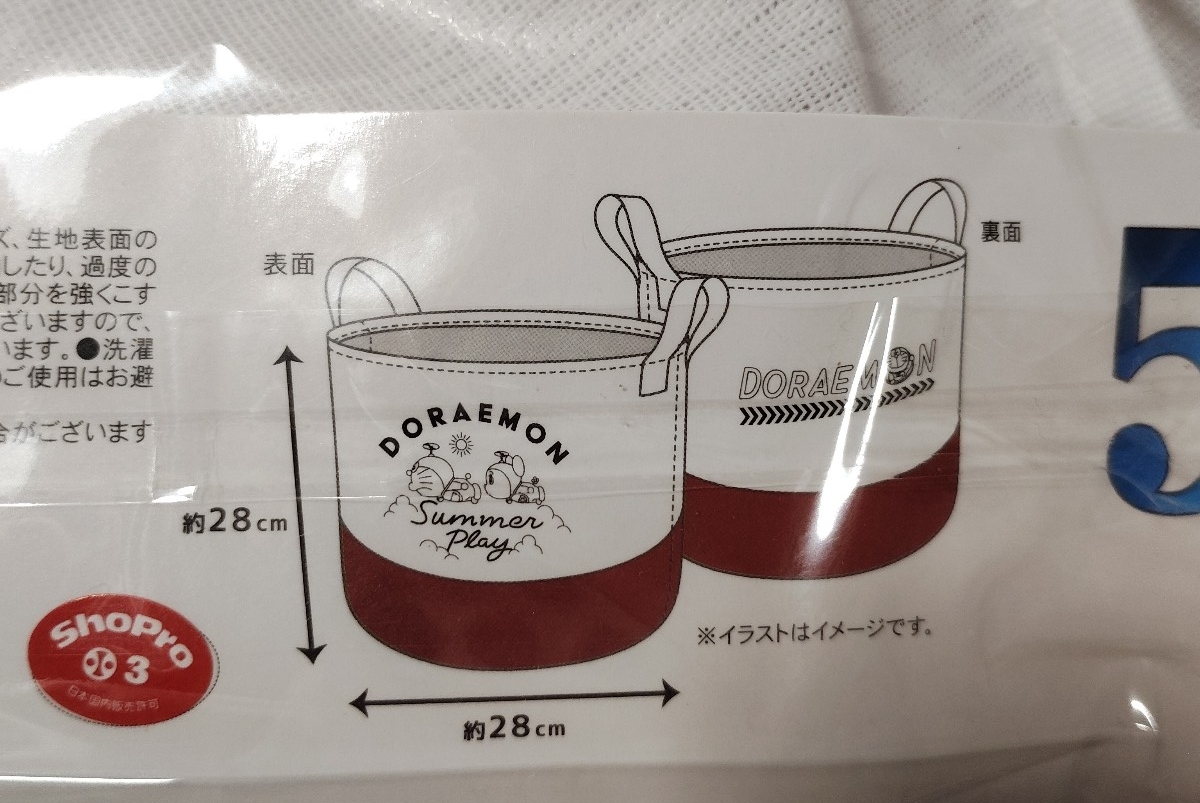 ズ、生地表面の
したり、過度の
部分を強くこす
ざいますので、
います。●洗濯
のご使用はお避
合がございます
表面
裏面
DORAEMON
DORAEMON
Summer
Play
約28cm
約28cm
※イラストはイメージです。
ShoPro
3
日本国内販売許可
5